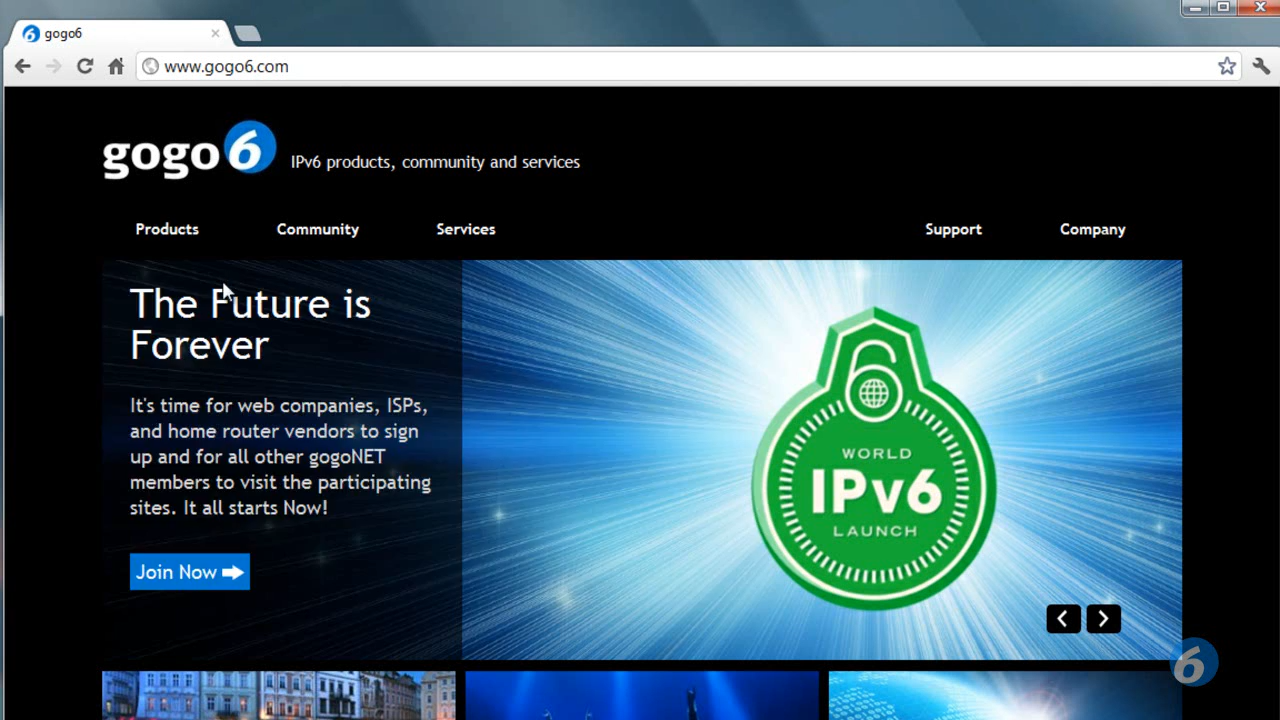 gogo6
www.gogo6.com
gogo6 IPv6 products, community and services
Products Community Services Support Company
The Future is
Forever
It's time for web companies, ISPs,
and home router vendors to sign
up and for all other gogoNET
members to visit the participating
sites. It all starts Now!
Join Now
6
WORLD
IPv6
LAUNCH
6